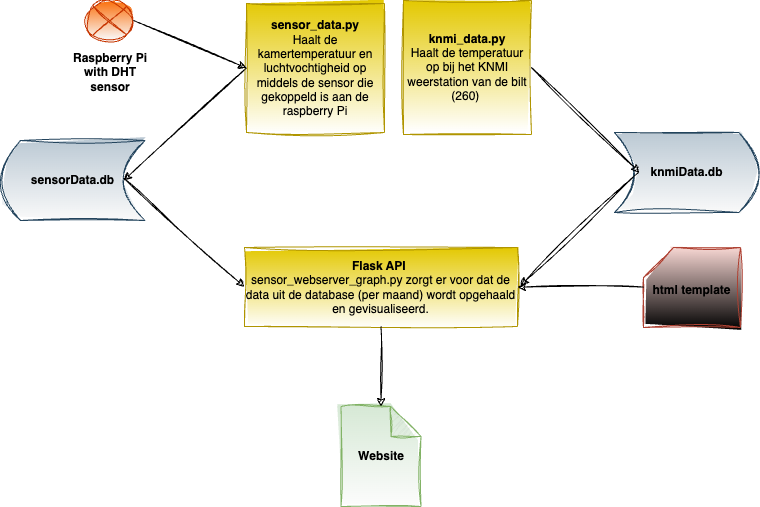 Raspberry Pi
with DHT
sensor
sensor_data.py
Haalt de
kamertemperatuur en
luchtvochtigheid op
middels de sensor die
gekoppeld is aan de
raspberry Pi
knmi_data.py
Haalt de temperatuur
op bij het KNMI
weerstation van de bilt
(260)
sensorData.db
knmiData.db
Flask API
sensor_webserver_graph.py zorgt er voor dat de
data uit de database (per maand) wordt opgehaald
en gevisualiseerd.
html template
Website